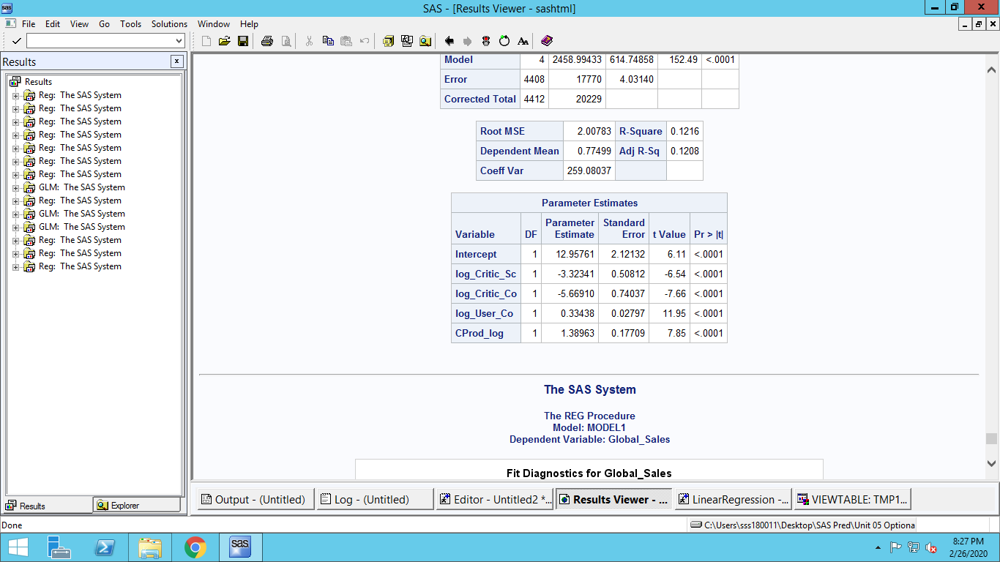 SAS - [Results Viewer - sashtml]
File Edit View Go Tools Solutions Window Help
Results
Results
Reg: The SAS System
Reg: The SAS System
Reg: The SAS System
Reg: The SAS System
Reg: The SAS System
Reg: The SAS System
Reg: The SAS System
GLM: The SAS System
Reg: The SAS System
GLM: The SAS System
GLM: The SAS System
Reg: The SAS System
Reg: The SAS System
Reg: The SAS System
Model 4 2458.99433 614.74858 152.49 <.0001
Error 4408 17770 4.03140
Corrected Total 4412 20229
Root MSE 2.00783 R-Square 0.1216
Dependent Mean 0.77499 Adj R-Sq 0.1208
Coeff Var 259.08037
Parameter Estimates
Variable DF Parameter Estimate Standard Error t Value Pr > |t|
Intercept 1 12.95761 2.12132 6.11 <.0001
log_Critic_Sc 1 -3.32341 0.50812 -6.54 <.0001
log_Critic_Co 1 -5.66910 0.74037 -7.66 <.0001
log_User_Co 1 0.33438 0.02797 11.95 <.0001
CProd_log 1 1.38963 0.17709 7.85 <.0001
The SAS System
The REG Procedure
Model: MODEL1
Dependent Variable: Global_Sales
Fit Diagnostics for Global_Sales
Results Explorer
Output - (Untitled) Log - (Untitled) Editor - Untitled2 *... Results Viewer - ... LinearRegression -... VIEWTABLE: TMP1...
Done C:\Users\sss180011\Desktop\SAS Pred\Unit 05 Optiona
sas
8:27 PM
2/26/2020